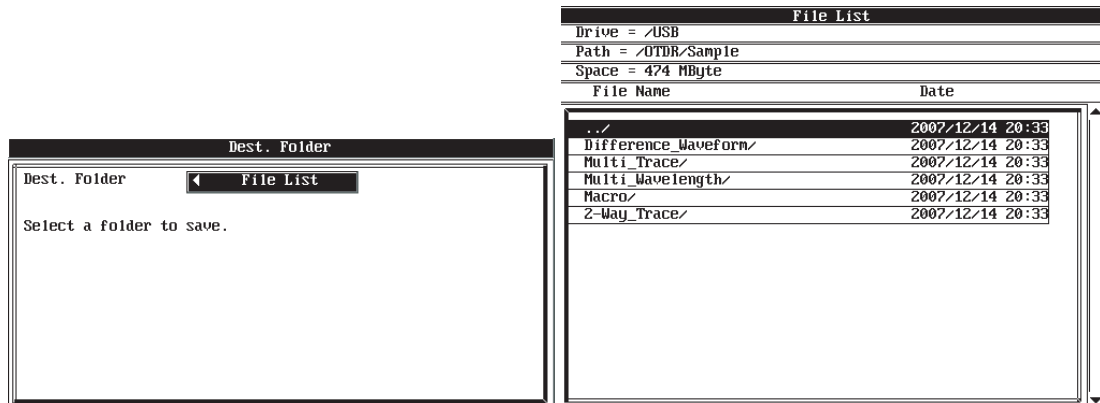 Dest. Folder
Dest. Folder
File List
Select a folder to save.
File List
Drive = /USB
Path = /OTDR/Sample
Space = 474 MByte
File Name Date
../ 2007/12/14 20:33
Difference_Waveform/ 2007/12/14 20:33
Multi_Trace/ 2007/12/14 20:33
Multi_Wavelength/ 2007/12/14 20:33
Macro/ 2007/12/14 20:33
2-Way_Trace/ 2007/12/14 20:33